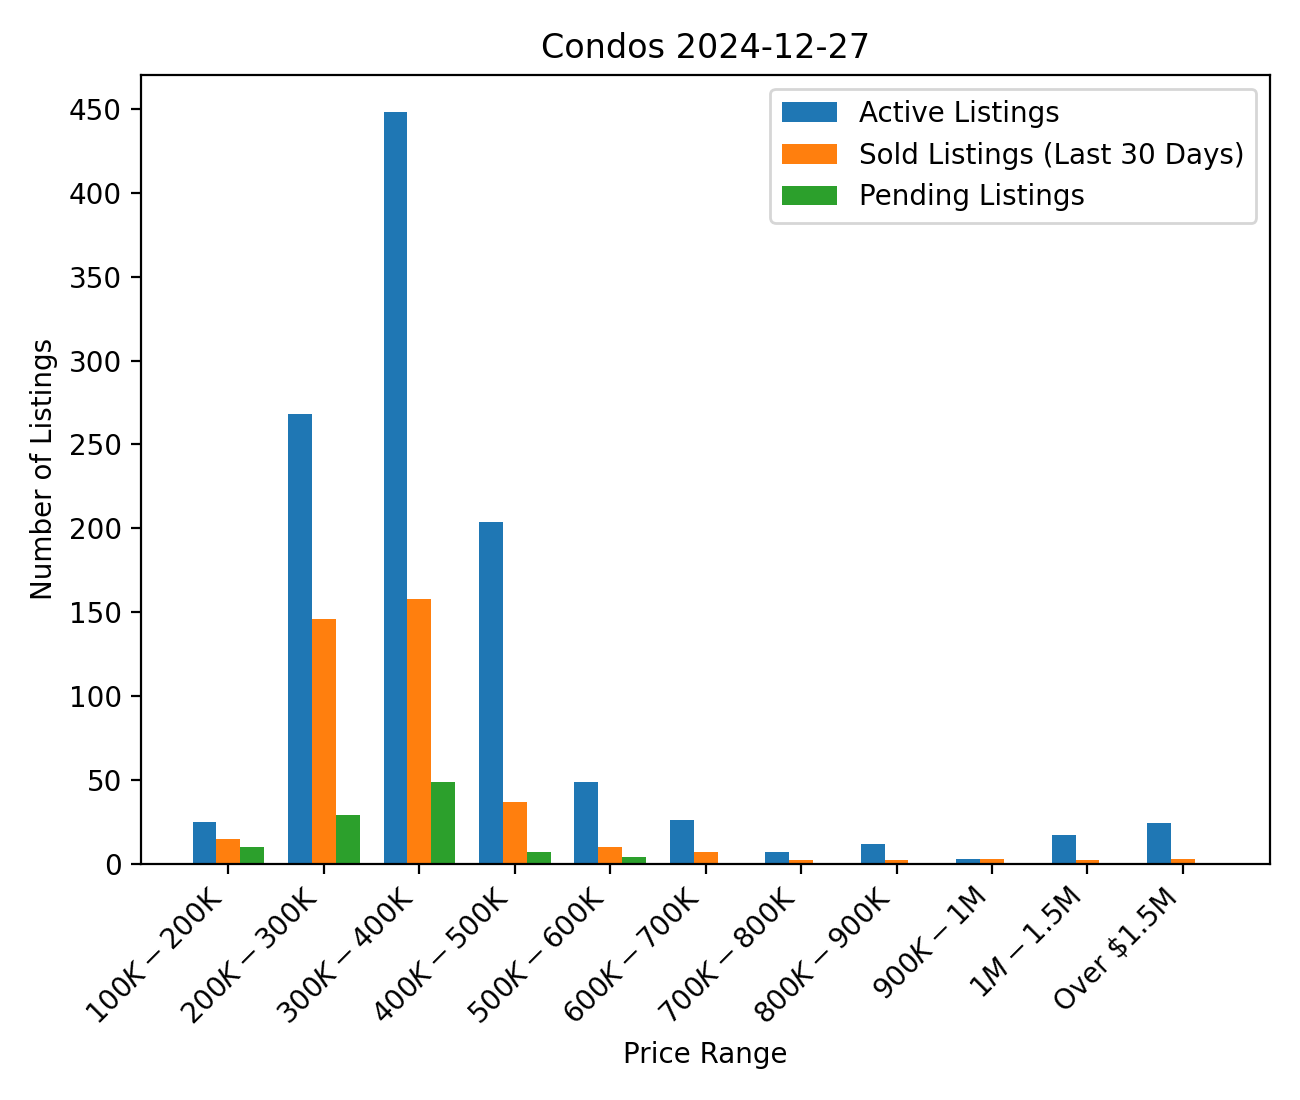 Condos 2024-12-27
Number of Listings
450
400
350
300
250
200
150
100
50
0
Active Listings
Sold Listings (Last 30 Days)
Pending Listings
100K − 200K
200K − 300K
300K − 400K
400K − 500K
500K − 600K
600K − 700K
700K − 800K
800K − 900K
900K − 1M
1M − 1.5M
Over $1.5M
Price Range